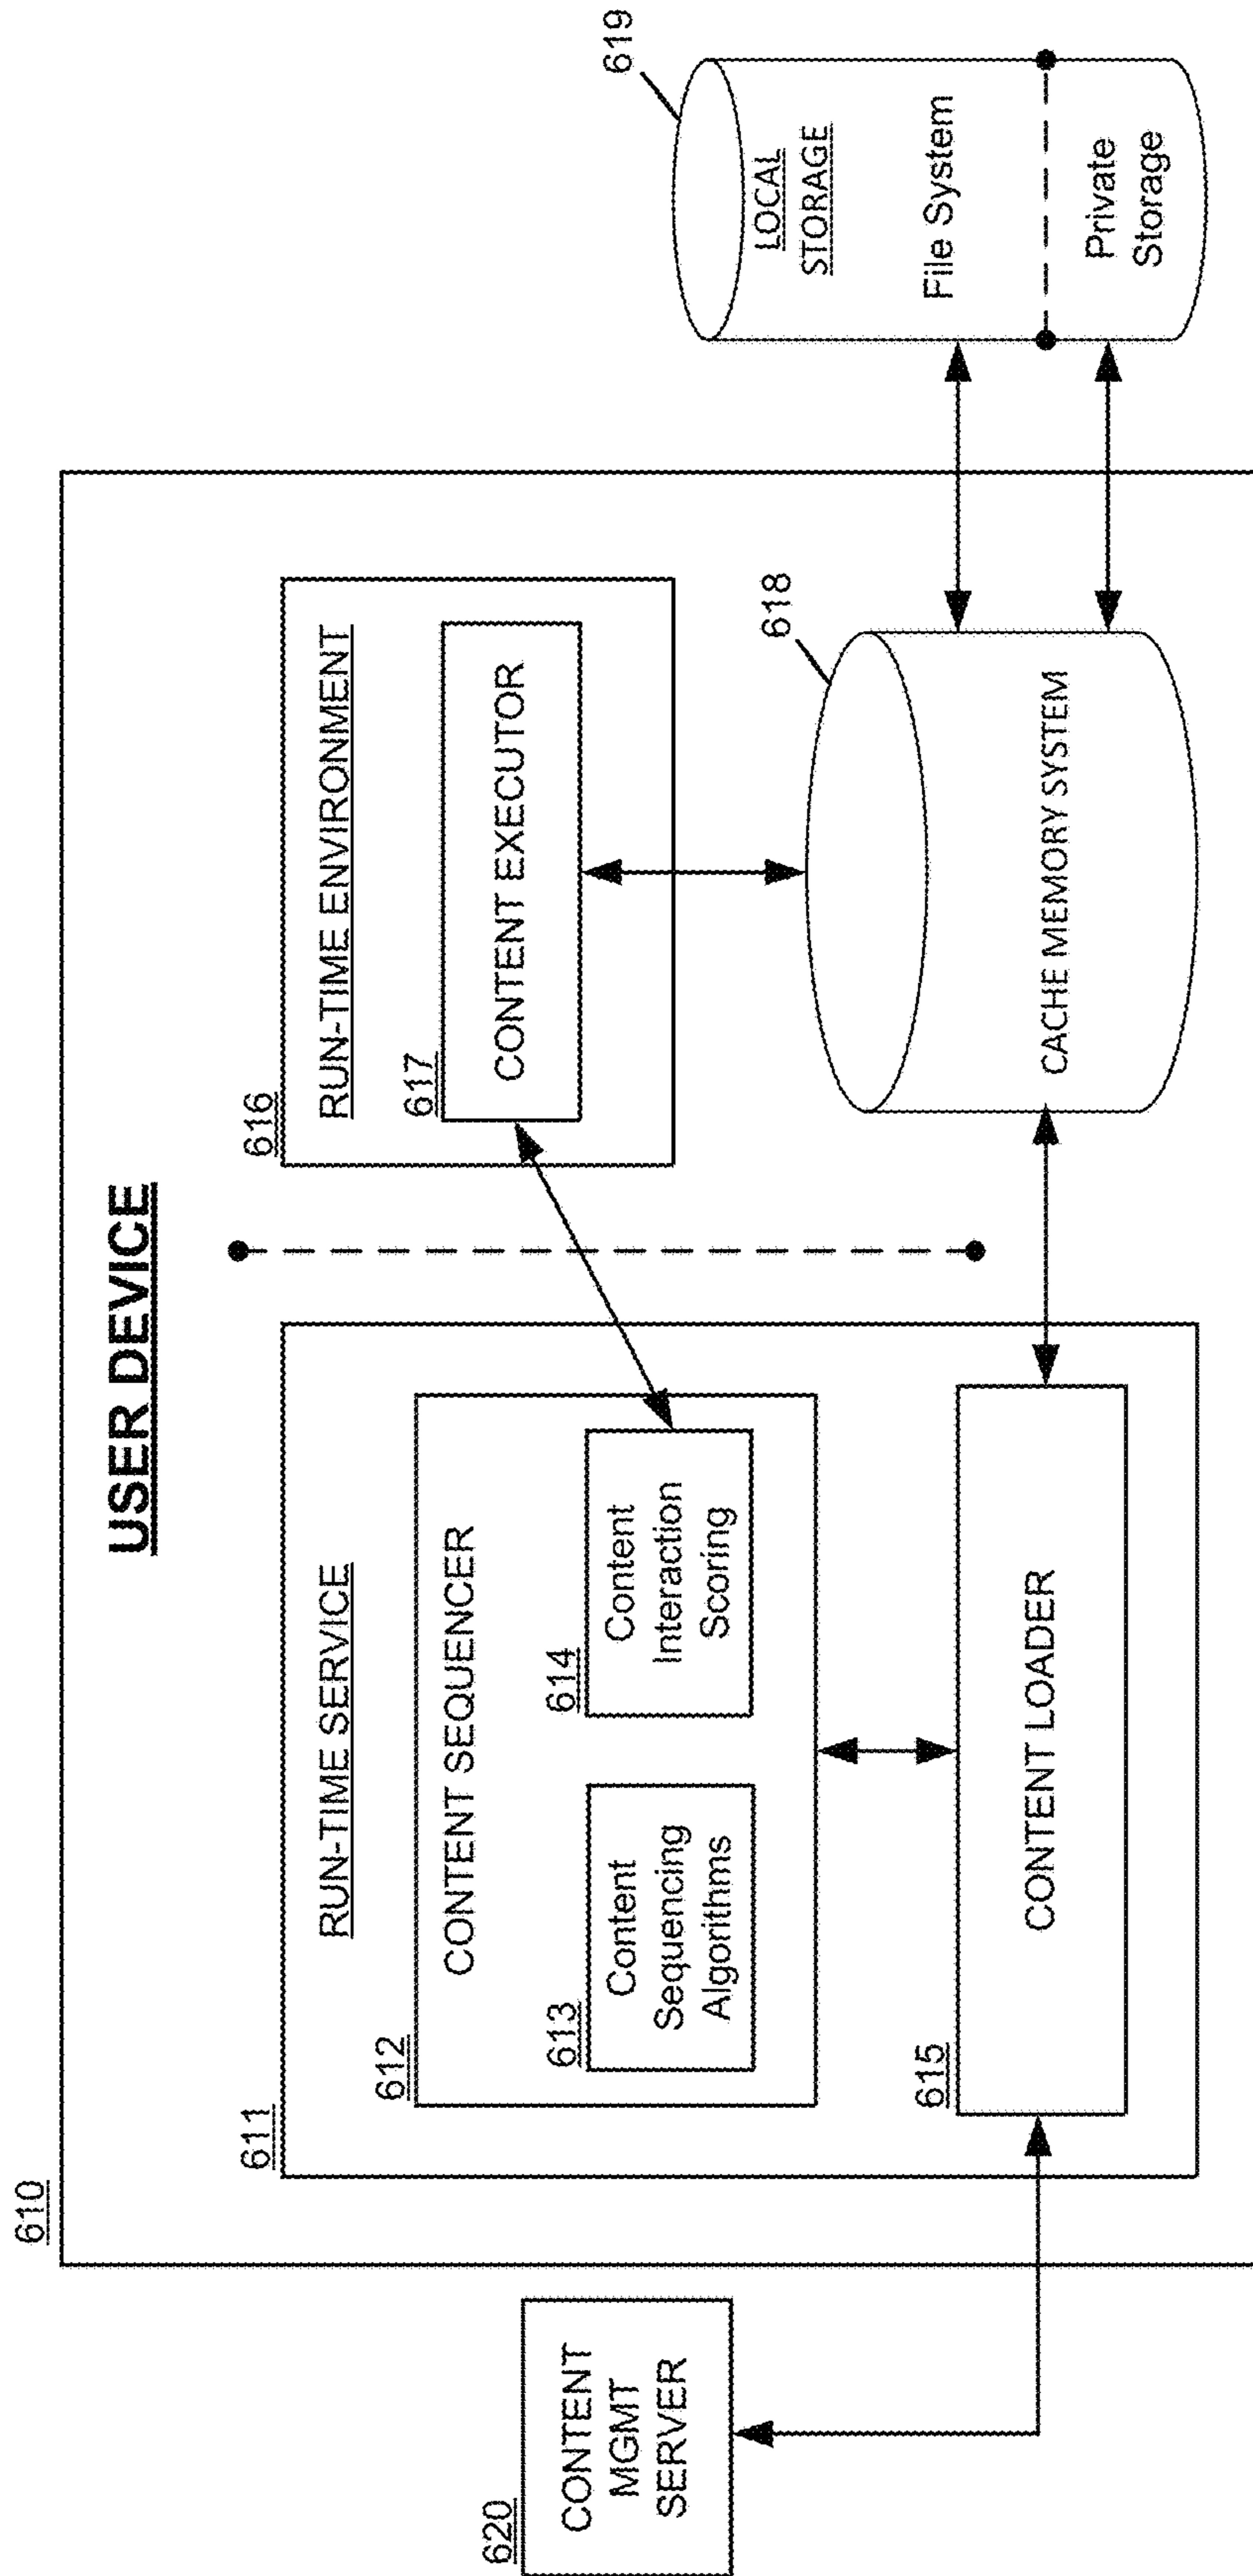 610
USER DEVICE
611
RUN-TIME SERVICE
612
CONTENT SEQUENCER
613
Content
Sequencing
Algorithms
614
Content
Interaction
Scoring
615
CONTENT LOADER
616
RUN-TIME ENVIRONMENT
617
CONTENT EXECUTOR
618
CACHE MEMORY SYSTEM
619
LOCAL
STORAGE
File System
Private
Storage
620
CONTENT
MGMT
SERVER